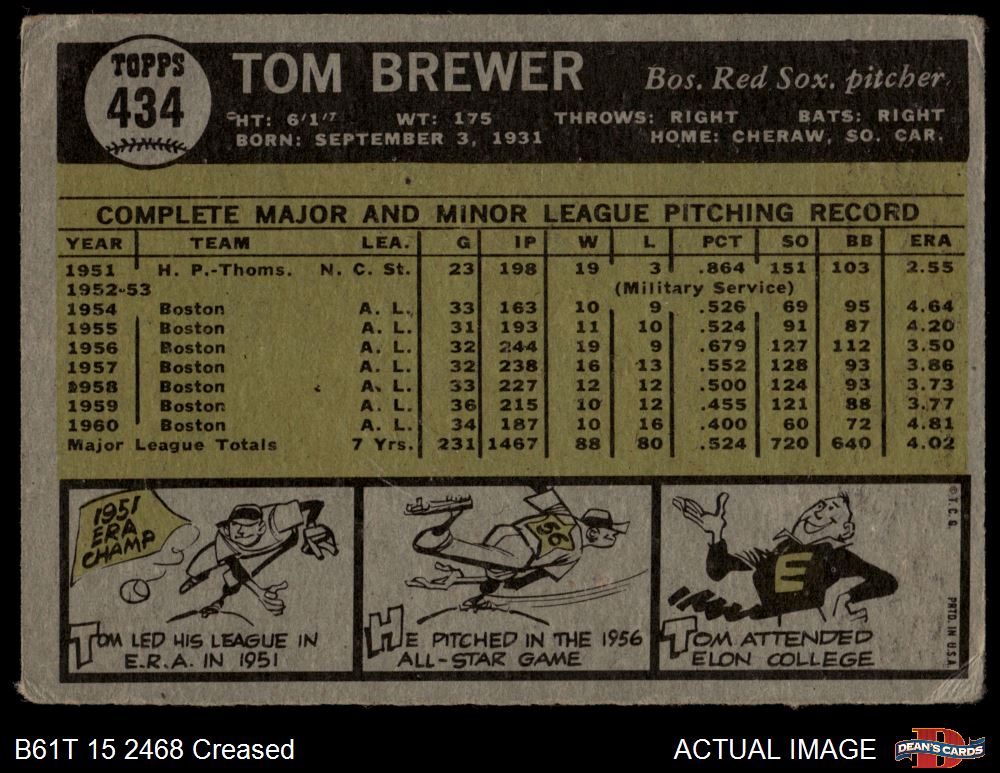 TOPPS
434
TOM BREWER
Bos. Red Sox. pitcher
HT: 6'1" WT: 175 THROWS: RIGHT BATS: RIGHT
BORN: SEPTEMBER 3, 1931 HOME: CHERAW, SO. CAR.
COMPLETE MAJOR AND MINOR LEAGUE PITCHING RECORD
YEAR TEAM LEA. G IP W L PCT SO BB ERA
1951 H. P.-Thoms. N. C. St. 23 198 19 3 .864 151 103 2.55
1952-53 (Military Service)
1954 Boston A. L. 33 163 10 9 .526 69 95 4.64
1955 Boston A. L. 31 193 11 10 .524 91 87 4.20
1956 Boston A. L. 32 244 19 9 .679 127 112 3.50
1957 Boston A. L. 32 238 16 13 .552 128 93 3.86
1958 Boston A. L. 33 227 12 12 .500 124 93 3.73
1959 Boston A. L. 36 215 10 12 .455 121 88 3.77
1960 Boston A. L. 34 187 10 16 .400 60 72 4.81
Major League Totals 7 Yrs. 231 1467 88 80 .524 720 640 4.02
1951
ERA
CHAMP
TOM LED HIS LEAGUE IN
E.R.A. IN 1951
56
HE PITCHED IN THE 1956
ALL-STAR GAME
E
TOM ATTENDED
ELON COLLEGE
© T. C. G.
PRTD. IN U.S.A.
B61T 15 2468 Creased
ACTUAL IMAGE
D
DEAN'S CARDS